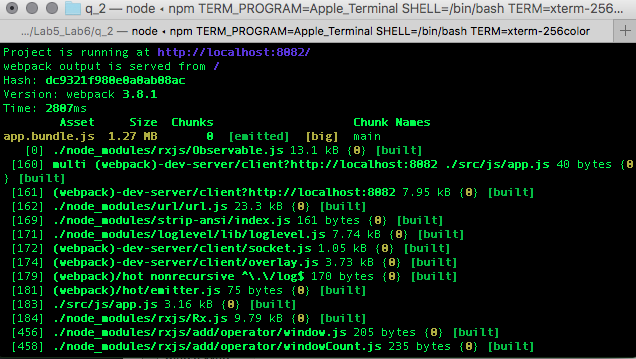 q_2 — node ◂ npm TERM_PROGRAM=Apple_Terminal SHELL=/bin/bash TERM=xterm-256...
.../Lab5_Lab6/q_2 — node ◂ npm TERM_PROGRAM=Apple_Terminal SHELL=/bin/bash TERM=xterm-256color +
Project is running at http://localhost:8082/
webpack output is served from /
Hash: dc9321f980e0a0ab08ac
Version: webpack 3.8.1
Time: 2807ms
Asset Size Chunks Chunk Names
app.bundle.js 1.27 MB 0 [emitted] [big] main
[0] ./node_modules/rxjs/Observable.js 13.1 kB {0} [built]
[160] multi (webpack)-dev-server/client?http://localhost:8082 ./src/js/app.js 40 bytes {0
} [built]
[161] (webpack)-dev-server/client?http://localhost:8082 7.95 kB {0} [built]
[162] ./node_modules/url/url.js 23.3 kB {0} [built]
[169] ./node_modules/strip-ansi/index.js 161 bytes {0} [built]
[171] ./node_modules/loglevel/lib/loglevel.js 7.74 kB {0} [built]
[172] (webpack)-dev-server/client/socket.js 1.05 kB {0} [built]
[174] (webpack)-dev-server/client/overlay.js 3.73 kB {0} [built]
[179] (webpack)/hot nonrecursive ^\.\/log$ 170 bytes {0} [built]
[181] (webpack)/hot/emitter.js 75 bytes {0} [built]
[183] ./src/js/app.js 3.16 kB {0} [built]
[184] ./node_modules/rxjs/Rx.js 9.79 kB {0} [built]
[456] ./node_modules/rxjs/add/operator/window.js 205 bytes {0} [built]
[458] ./node_modules/rxjs/add/operator/windowCount.js 235 bytes {0} [built]